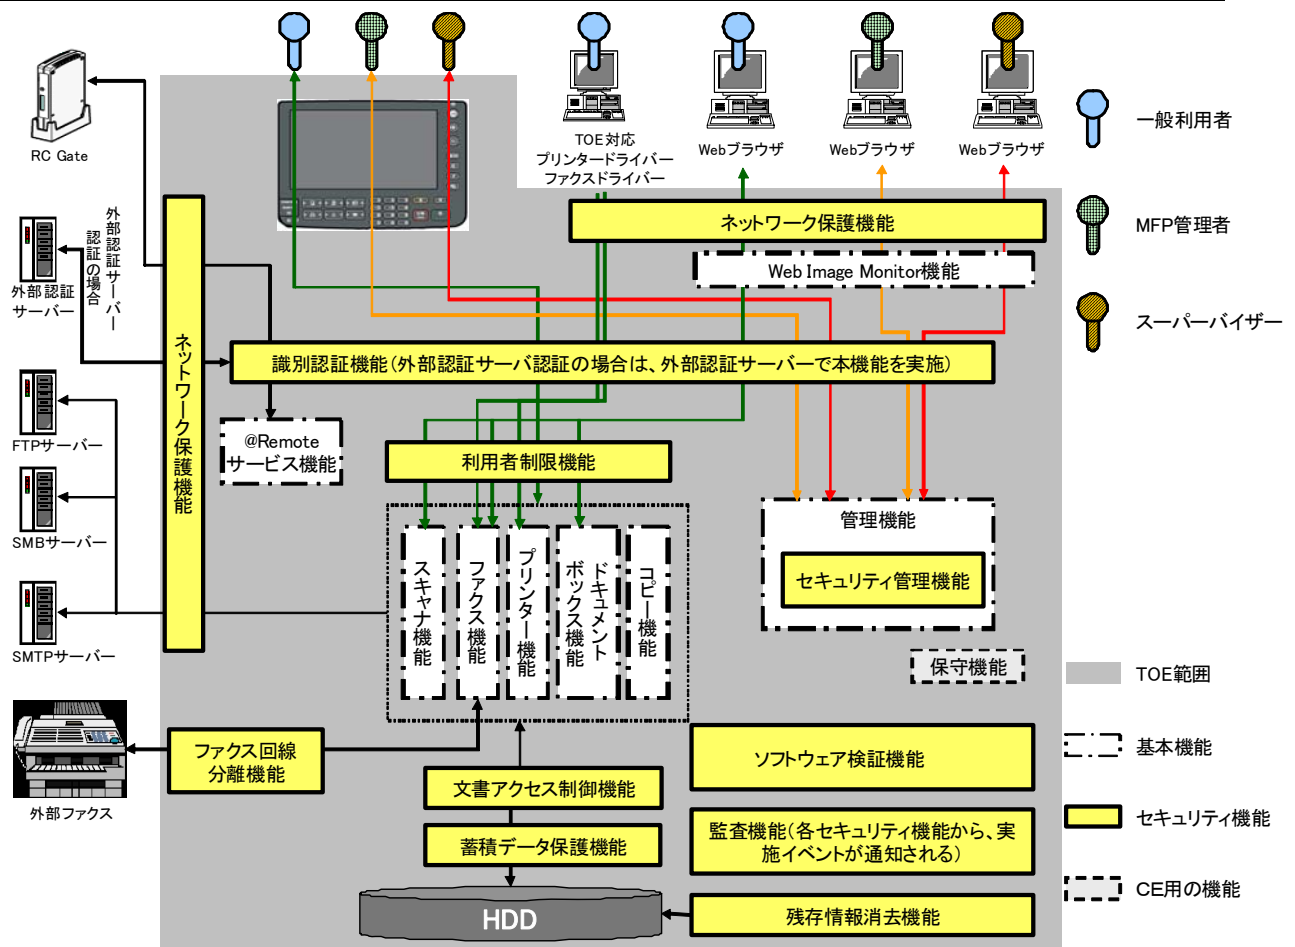 RC Gate
TOE対応
プリンタードライバー
ファクスドライバー
Webブラウザ
Webブラウザ
Webブラウザ
一般利用者
MFP管理者
スーパーバイザー
ネットワーク保護機能
Web Image Monitor機能
外部認証サーバー
認証の場合
外部認証
サーバー
ネットワーク保護機能
識別認証機能(外部認証サーバ認証の場合は、外部認証サーバーで本機能を実施)
FTPサーバー
@Remote
サービス機能
利用者制限機能
SMBサーバー
管理機能
セキュリティ管理機能
スキャナ機能
ファクス機能
プリンター機能
ドキュメント
ボックス機能
コピー機能
SMTPサーバー
保守機能
TOE範囲
基本機能
セキュリティ機能
CE用の機能
ファクス回線
分離機能
外部ファクス
文書アクセス制御機能
蓄積データ保護機能
HDD
ソフトウェア検証機能
監査機能(各セキュリティ機能から、実
施イベントが通知される)
残存情報消去機能